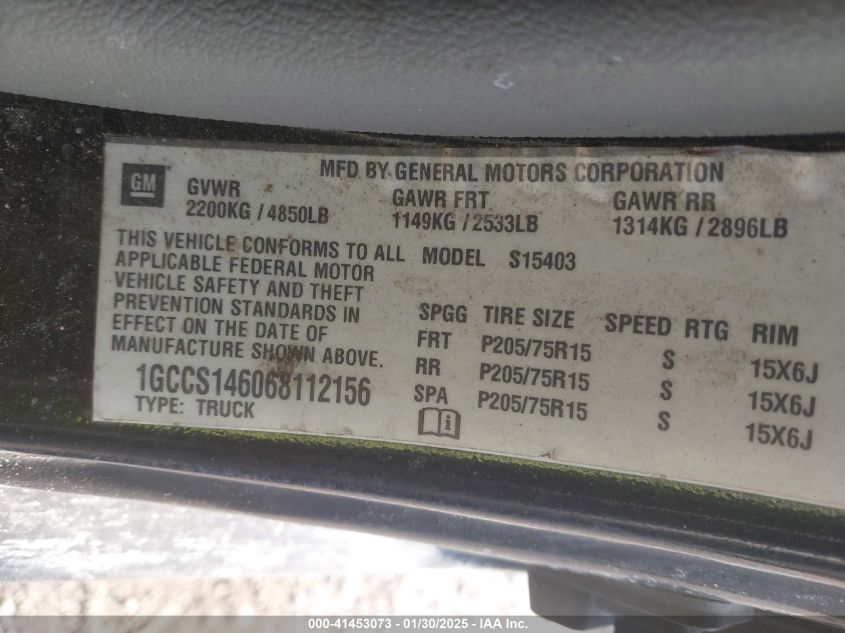 MFD BY GENERAL MOTORS CORPORATION
GM
GVWR GAWR FRT GAWR RR
2200KG / 4850LB 1149KG / 2533LB 1314KG / 2896LB
THIS VEHICLE CONFORMS TO ALL
APPLICABLE FEDERAL MOTOR
VEHICLE SAFETY AND THEFT
PREVENTION STANDARDS IN
EFFECT ON THE DATE OF
MANUFACTURE SHOWN ABOVE.
1GCCS146068112156
TYPE: TRUCK
MODEL S15403
SPGG TIRE SIZE SPEED RTG RIM
FRT P205/75R15 S 15X6J
RR P205/75R15 S 15X6J
SPA P205/75R15 S 15X6J
000-41453073 - 01/30/2025 - IAA Inc.